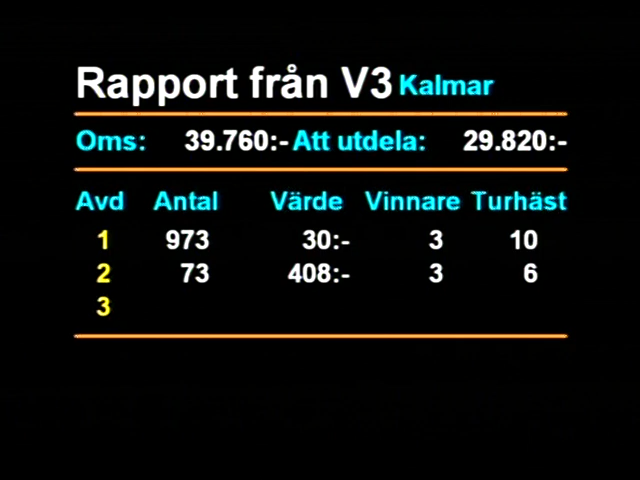 Rapport från V3 Kalmar
Oms: 39.760:- Att utdela: 29.820:-
Avd Antal Värde Vinnare Turhäst
1 973 30:- 3 10
2 73 408:- 3 6
3